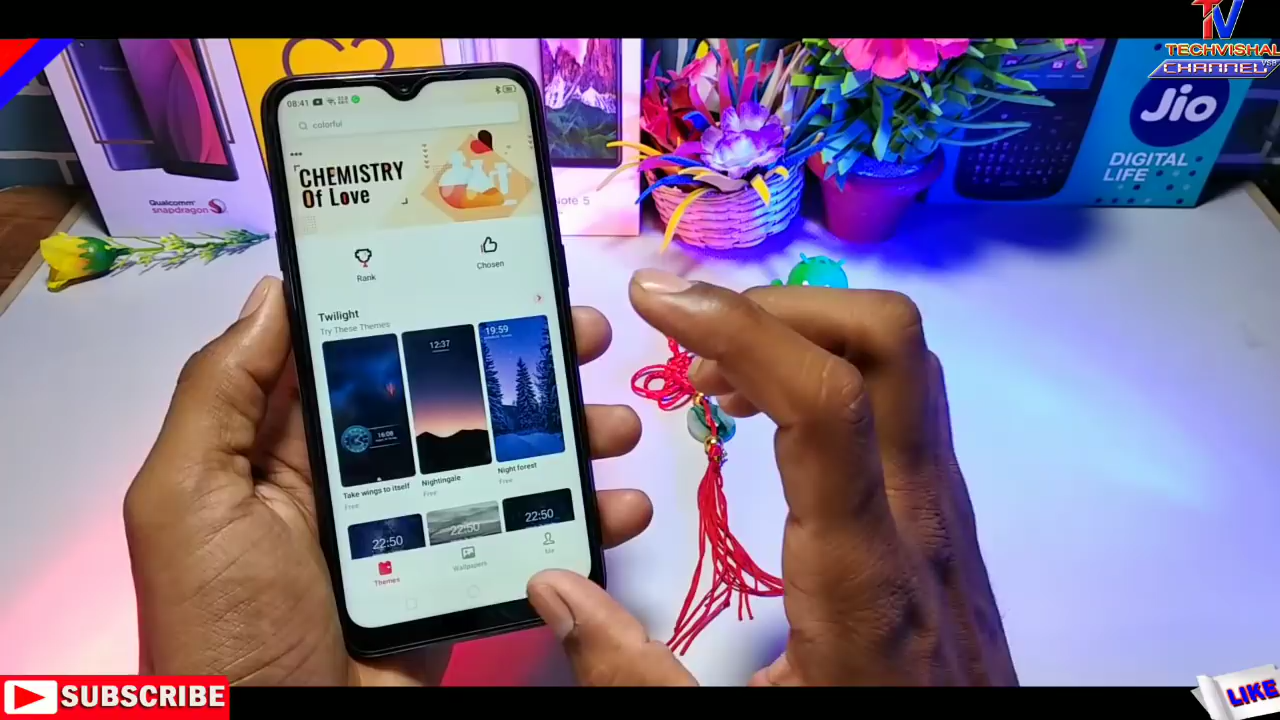 TV
TECHVISHAL
CHANNEL
VSR
Qualcomm
snapdragon
Note 5
Jio
DIGITAL
LIFE
08:41
colorful
CHEMISTRY
Of Love
Rank
Chosen
Twilight
Try These Themes
16:08
12:37
19:59
Take wings to itself
Free
Nightingale
Free
Night forest
Free
22:50
22:50
22:50
Themes
Wallpapers
Me
SUBSCRIBE
LIKE